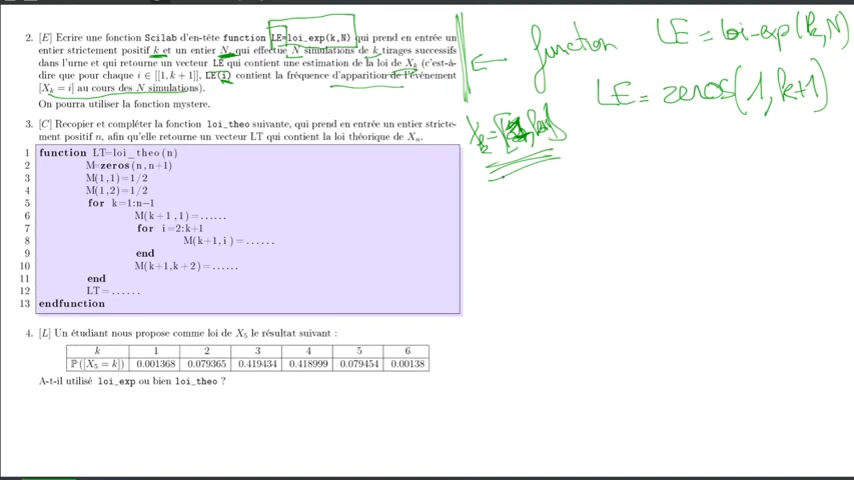 2. [E] Ecrire une fonction Scilab d'en-tête function LE=loi_exp(k,N) qui prend en entrée un
entier strictement positif k et un entier N, qui effectue N simulations de k tirages successifs
dans l'urne et qui retourne un vecteur LE qui contient une estimation de la loi de Xk (c'est-à-
dire que pour chaque i ∈ [[1, k + 1]], LE(i) contient la fréquence d'apparition de l'événement
[Xk = i] au cours des N simulations).
On pourra utiliser la fonction mystere.
3. [C] Recopier et compléter la fonction loi_theo suivante, qui prend en entrée un entier stricte-
ment positif n, afin qu'elle retourne un vecteur LT qui contient la loi théorique de Xn.
1 function LT=loi_theo(n)
2 M=zeros(n,n+1)
3 M(1,1)=1/2
4 M(1,2)=1/2
5 for k=1:n-1
6 M(k+1,1)=......
7 for i=2:k+1
8 M(k+1,i)=......
9 end
10 M(k+1,k+2)=......
11 end
12 LT=......
13 endfunction
4. [L] Un étudiant nous propose comme loi de X5 le résultat suivant :
k 1 2 3 4 5 6
P([X5 = k]) 0.001368 0.079365 0.419434 0.418999 0.079454 0.00138
A-t-il utilisé loi_exp ou bien loi_theo ?
function LE = loi-exp(k,N)
LE = zeros(1, k+1)